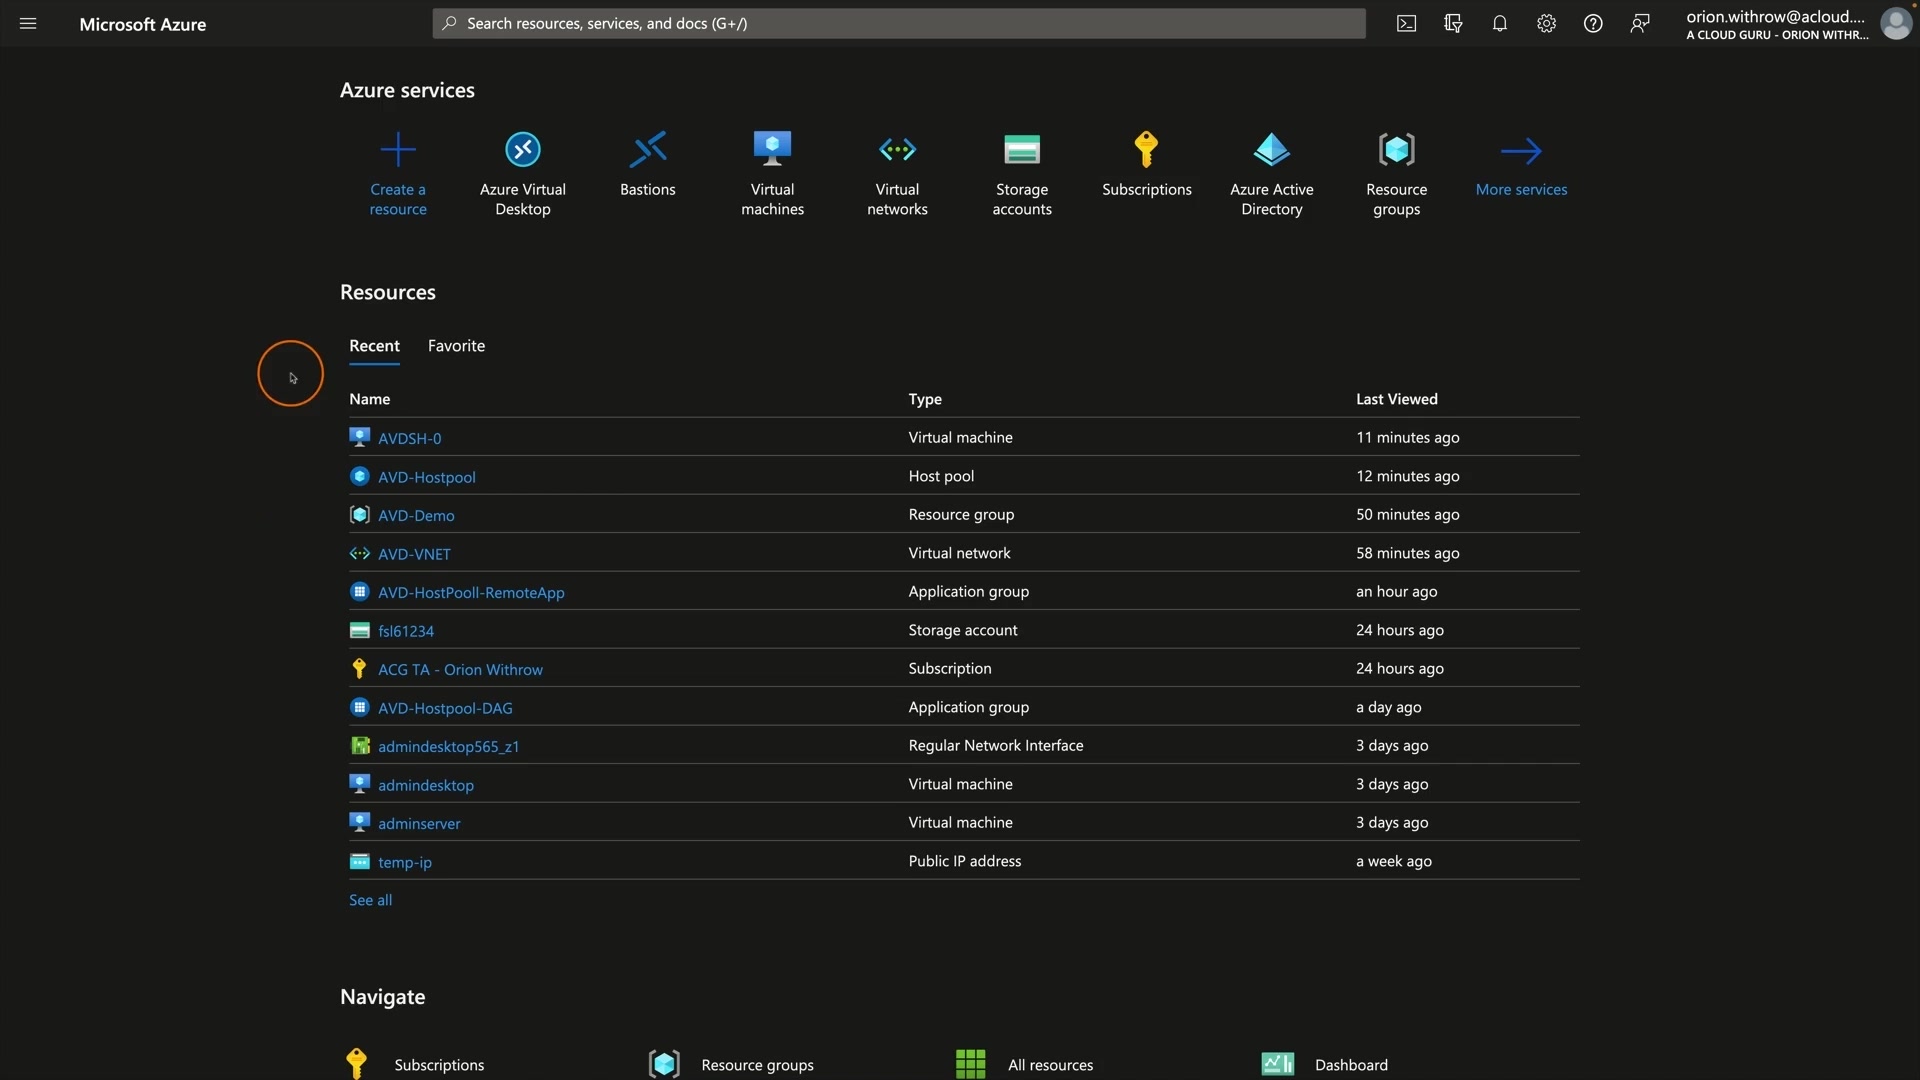 Microsoft Azure
Search resources, services, and docs (G+/)
orion.withrow@acloud....
A CLOUD GURU - ORION WITHR...
Azure services
Create a resource
Azure Virtual Desktop
Bastions
Virtual machines
Virtual networks
Storage accounts
Subscriptions
Azure Active Directory
Resource groups
More services
Resources
Recent Favorite
Name Type Last Viewed
AVDSH-0 Virtual machine 11 minutes ago
AVD-Hostpool Host pool 12 minutes ago
AVD-Demo Resource group 50 minutes ago
AVD-VNET Virtual network 58 minutes ago
AVD-HostPooll-RemoteApp Application group an hour ago
fsl61234 Storage account 24 hours ago
ACG TA - Orion Withrow Subscription 24 hours ago
AVD-Hostpool-DAG Application group a day ago
admindesktop565_z1 Regular Network Interface 3 days ago
admindesktop Virtual machine 3 days ago
adminserver Virtual machine 3 days ago
temp-ip Public IP address a week ago
See all
Navigate
Subscriptions Resource groups All resources Dashboard